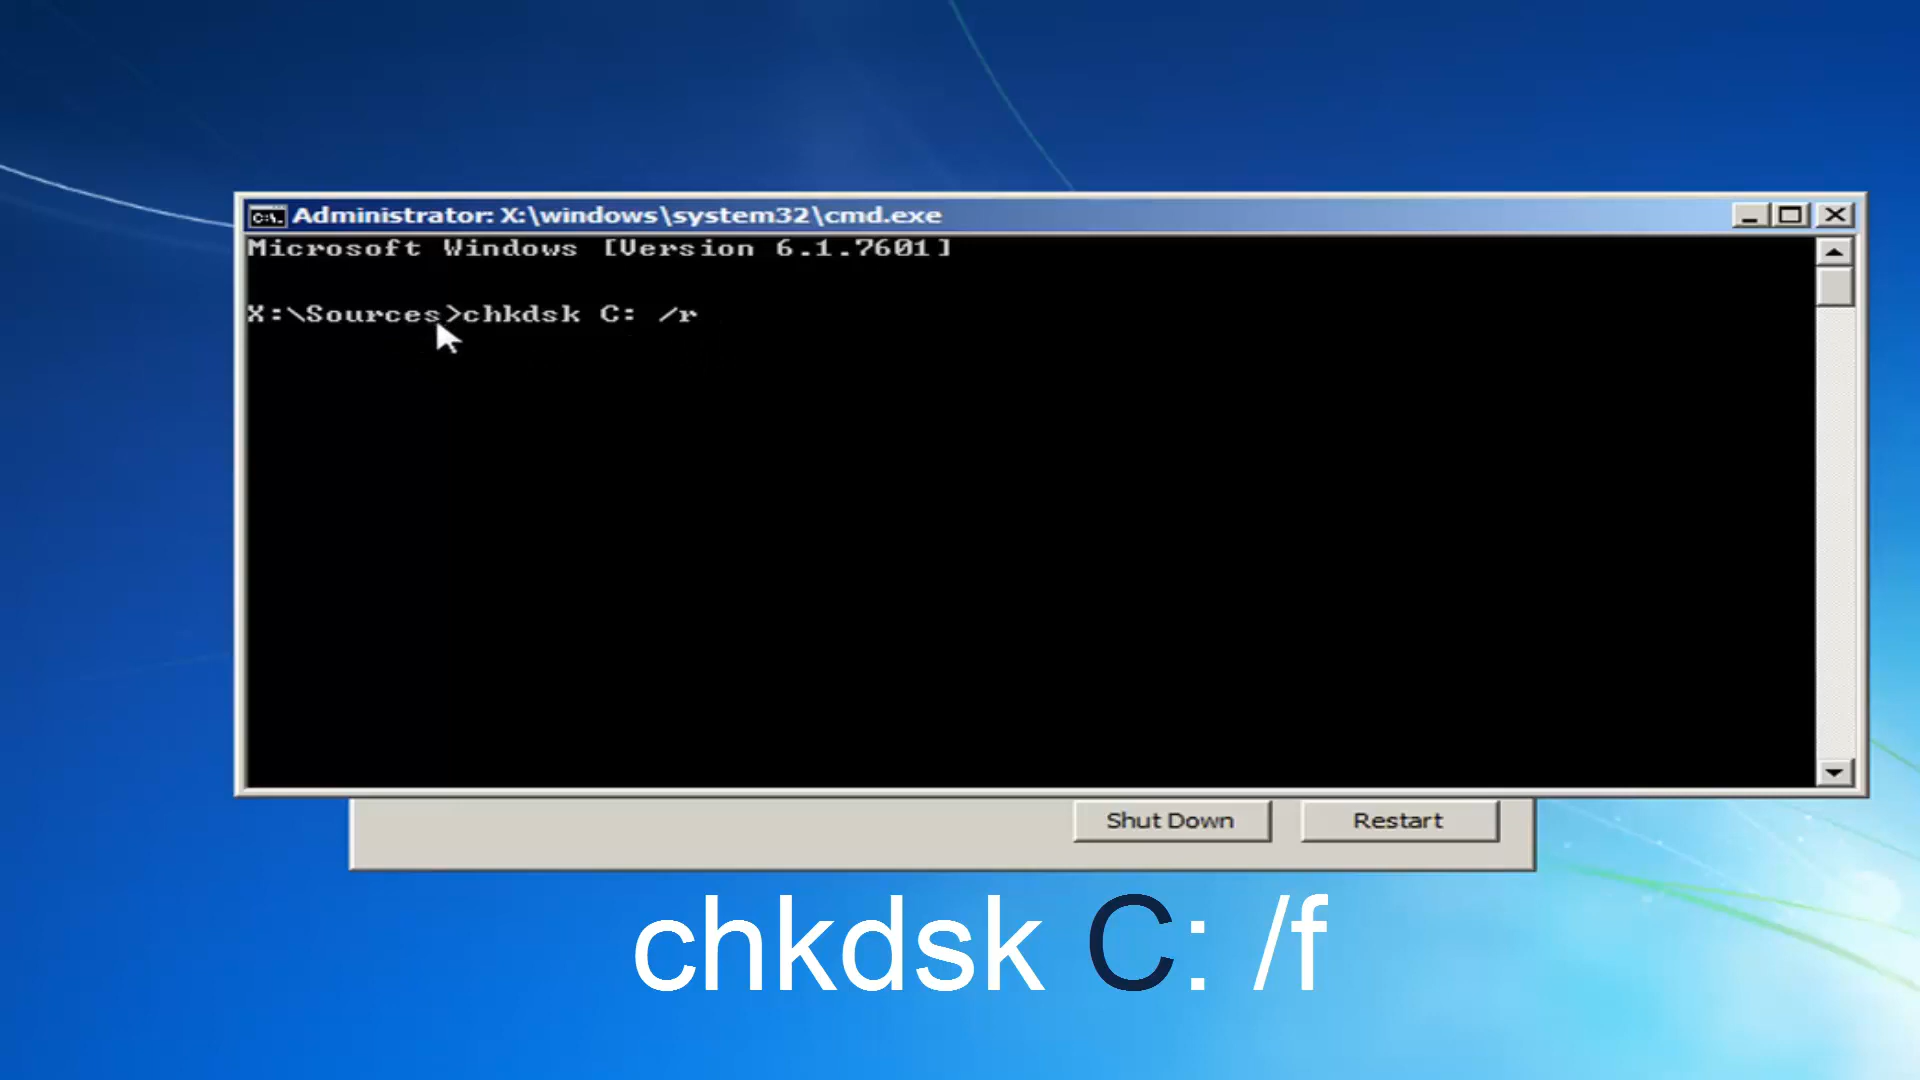 Administrator: X:\windows\system32\cmd.exe
Microsoft Windows [Version 6.1.7601]
X:\Sources>chkdsk C: /r
Shut Down
Restart
chkdsk C: /f